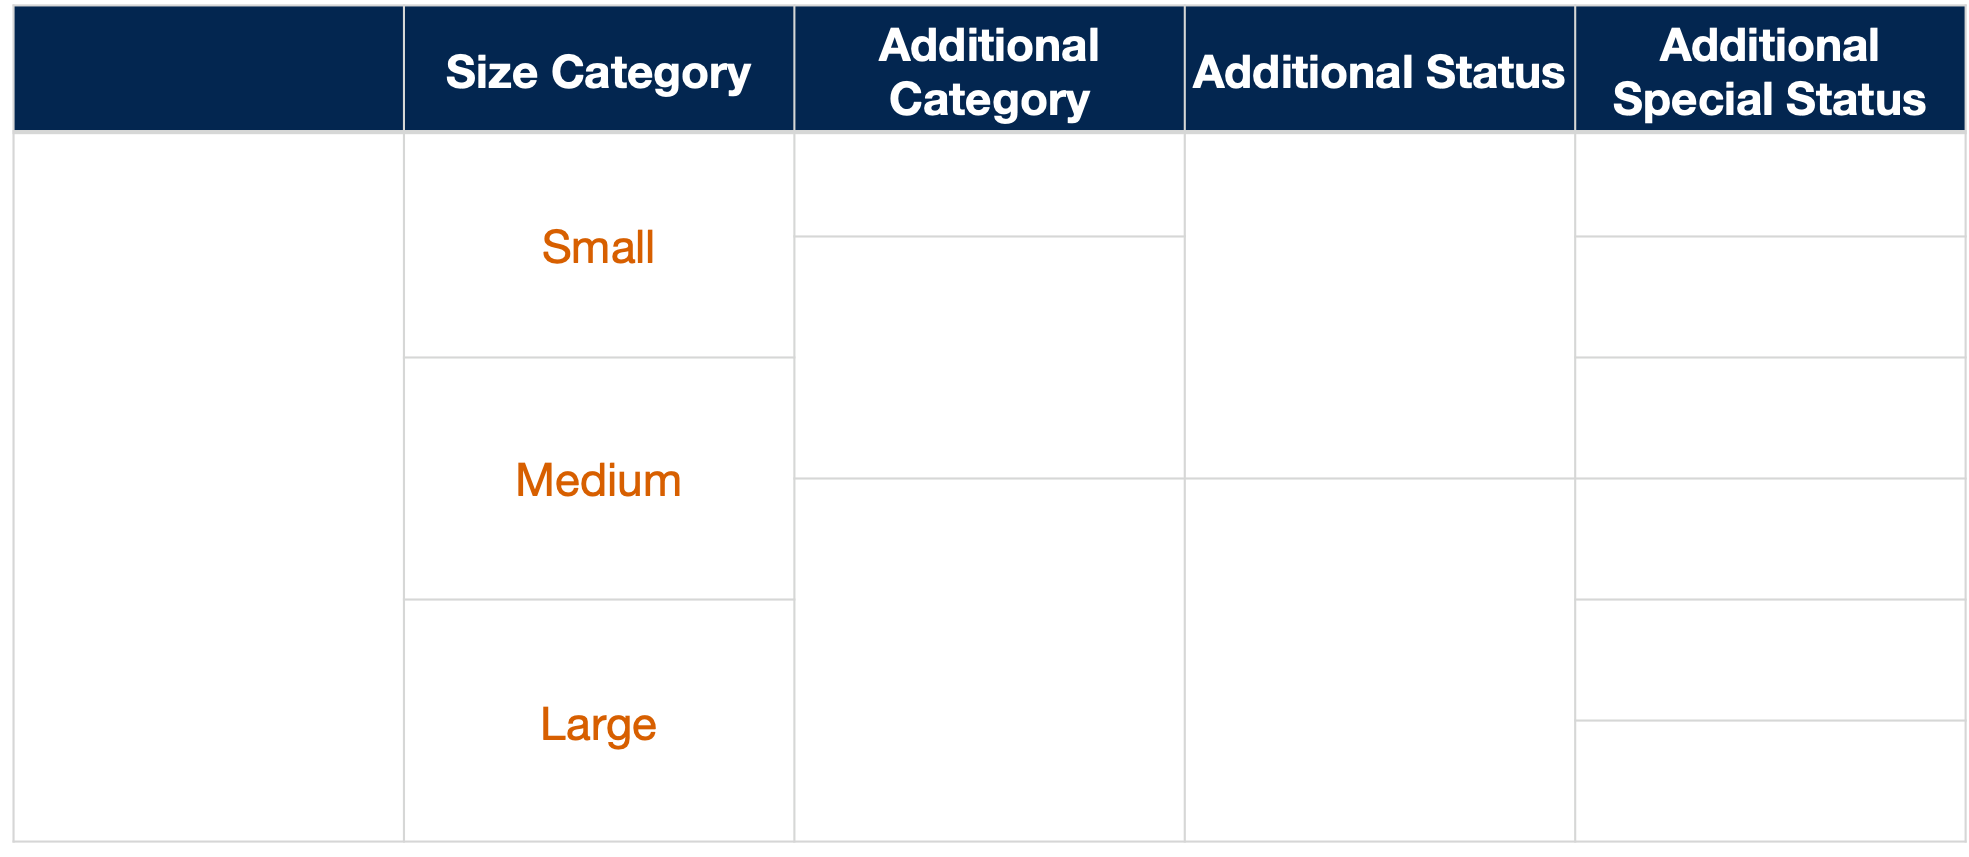 Size Category
Additional
Category
Additional Status
Additional
Special Status
Small
Medium
Large